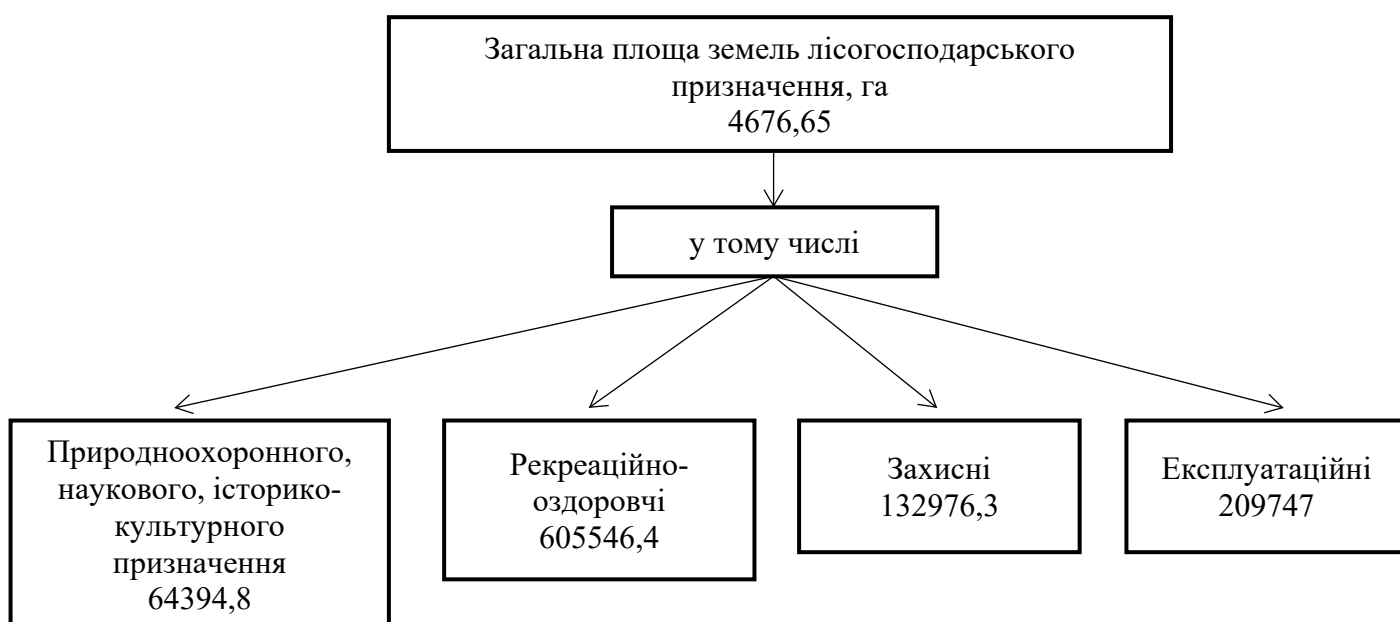 Загальна площа земель лісогосподарського
призначення, га
4676,65
у тому числі
Природноохоронного,
наукового, історико-
культурного
призначення
64394,8
Рекреаційно-
оздоровчі
605546,4
Захисні
132976,3
Експлуатаційні
209747